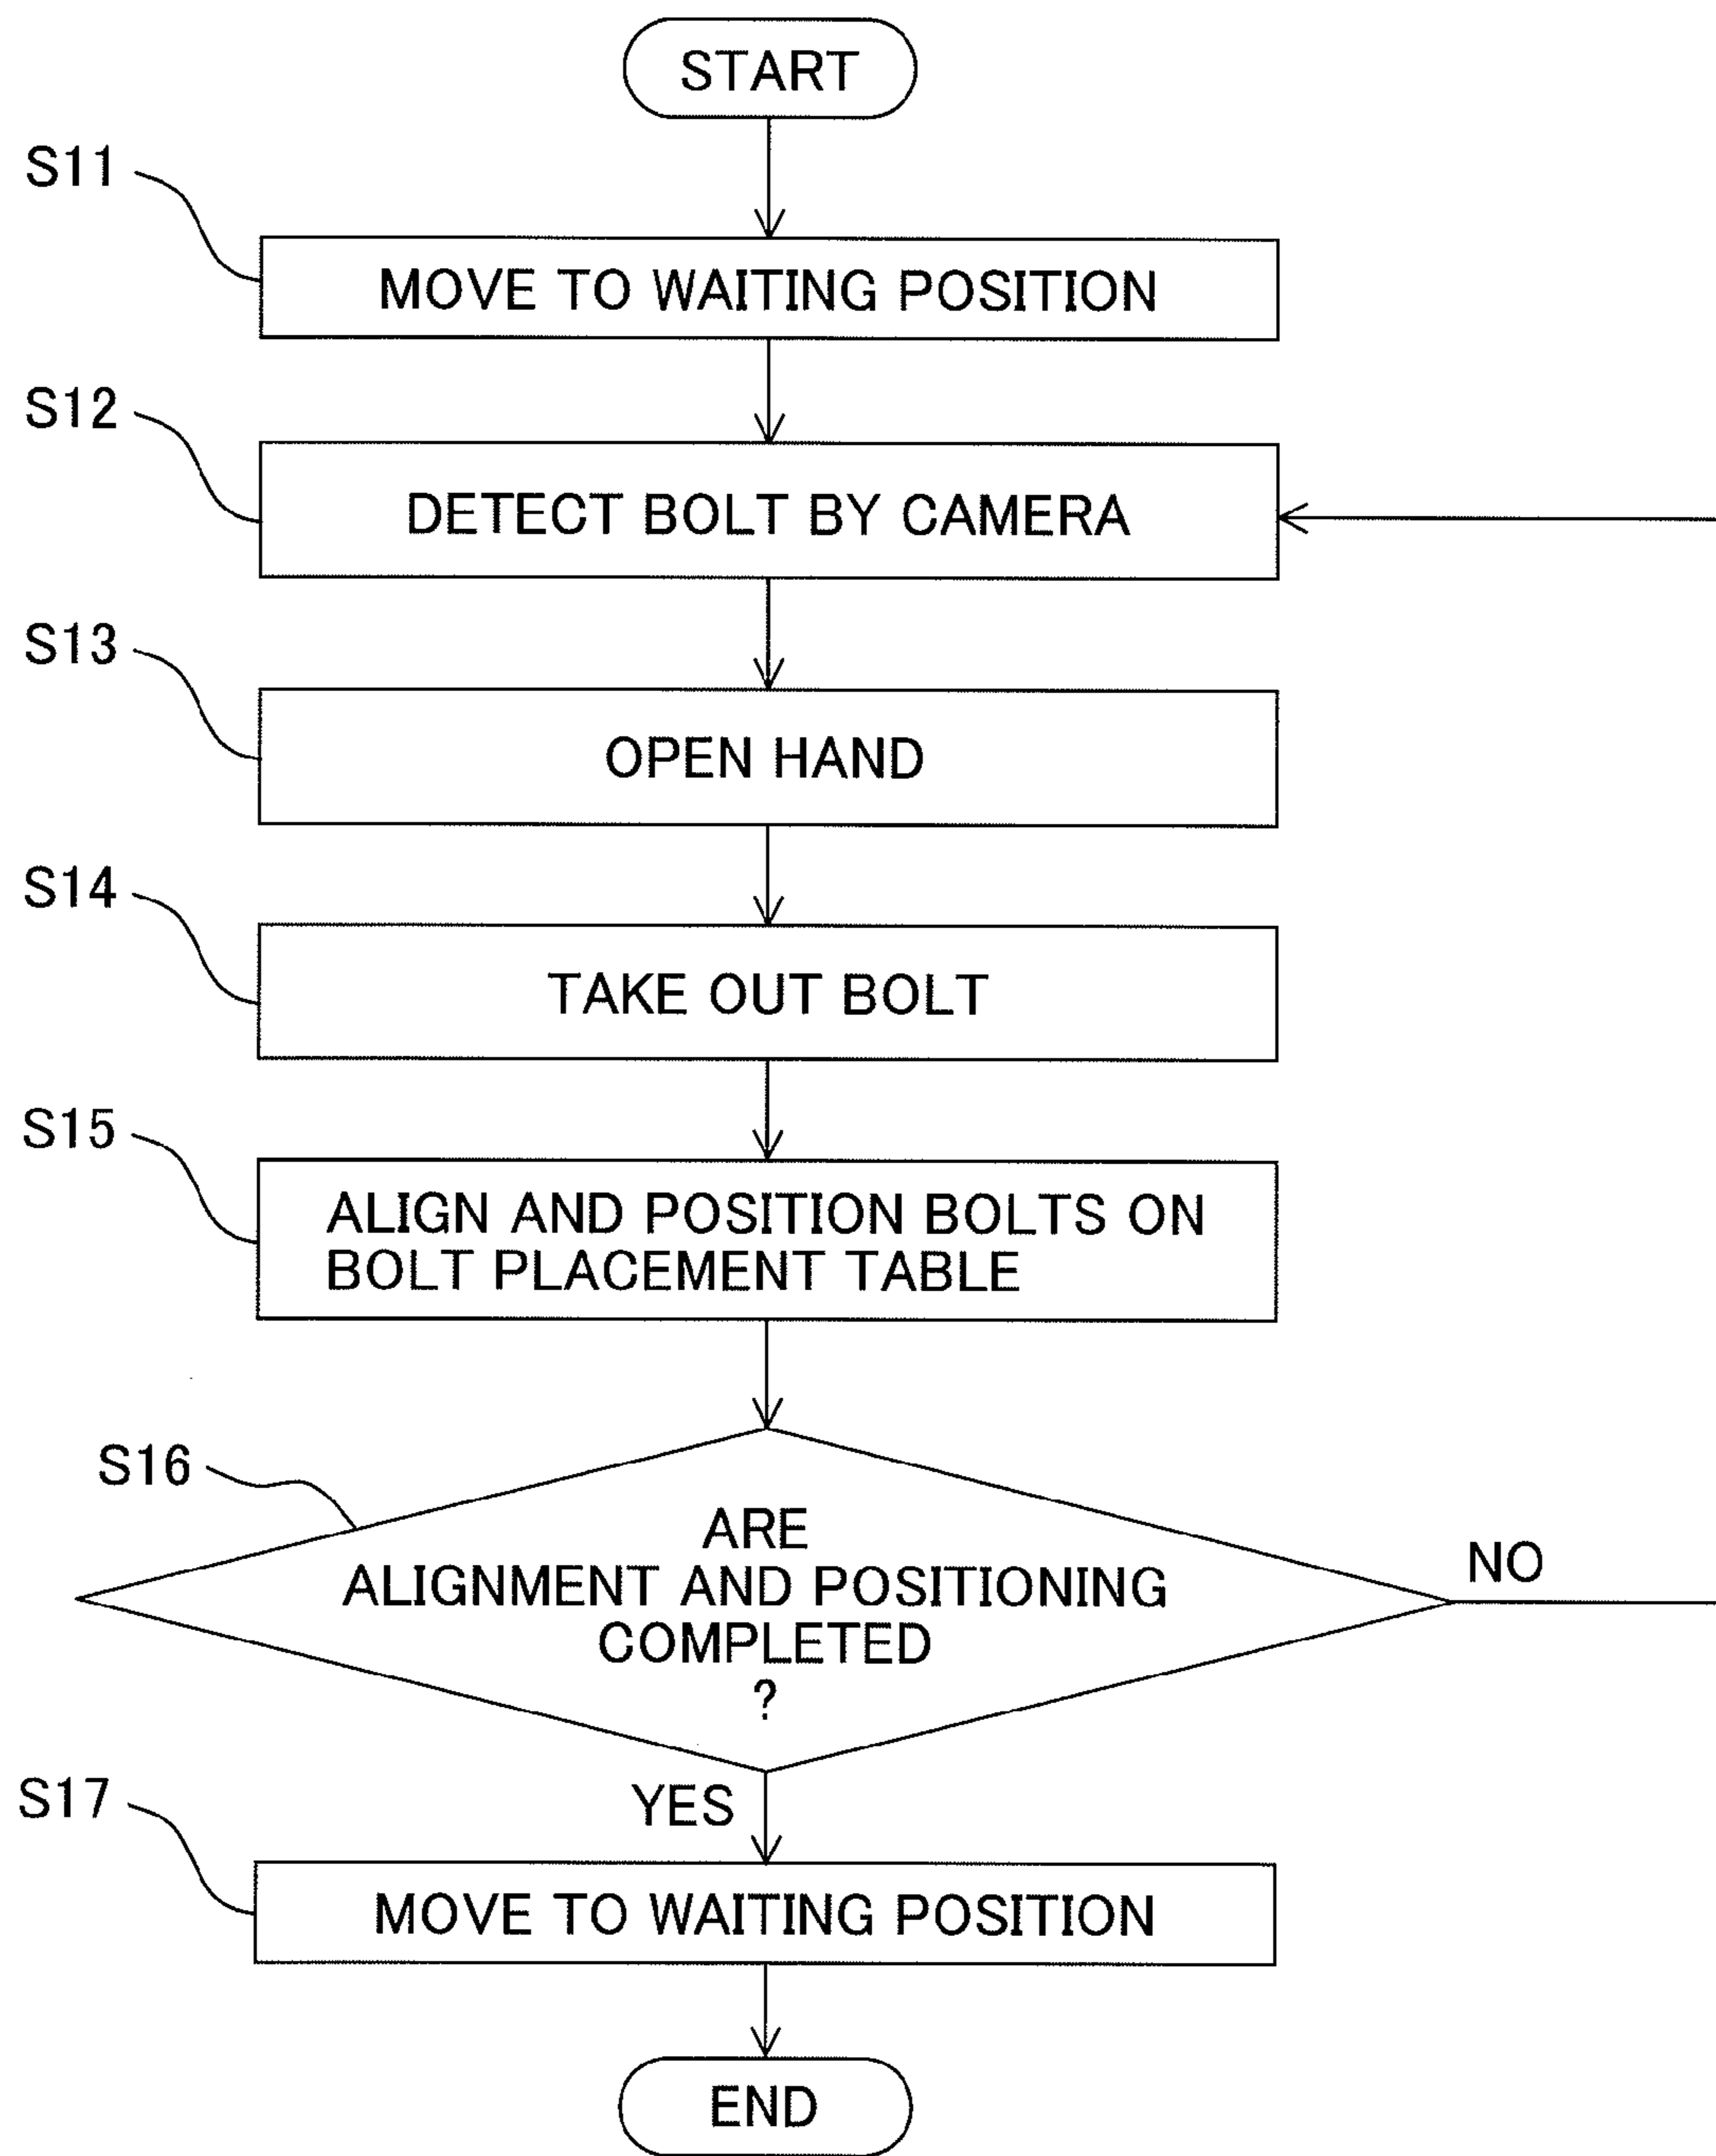 START
S11
MOVE TO WAITING POSITION
S12
DETECT BOLT BY CAMERA
S13
OPEN HAND
S14
TAKE OUT BOLT
S15
ALIGN AND POSITION BOLTS ON
BOLT PLACEMENT TABLE
S16
ARE
ALIGNMENT AND POSITIONING
COMPLETED
?
NO
YES
S17
MOVE TO WAITING POSITION
END